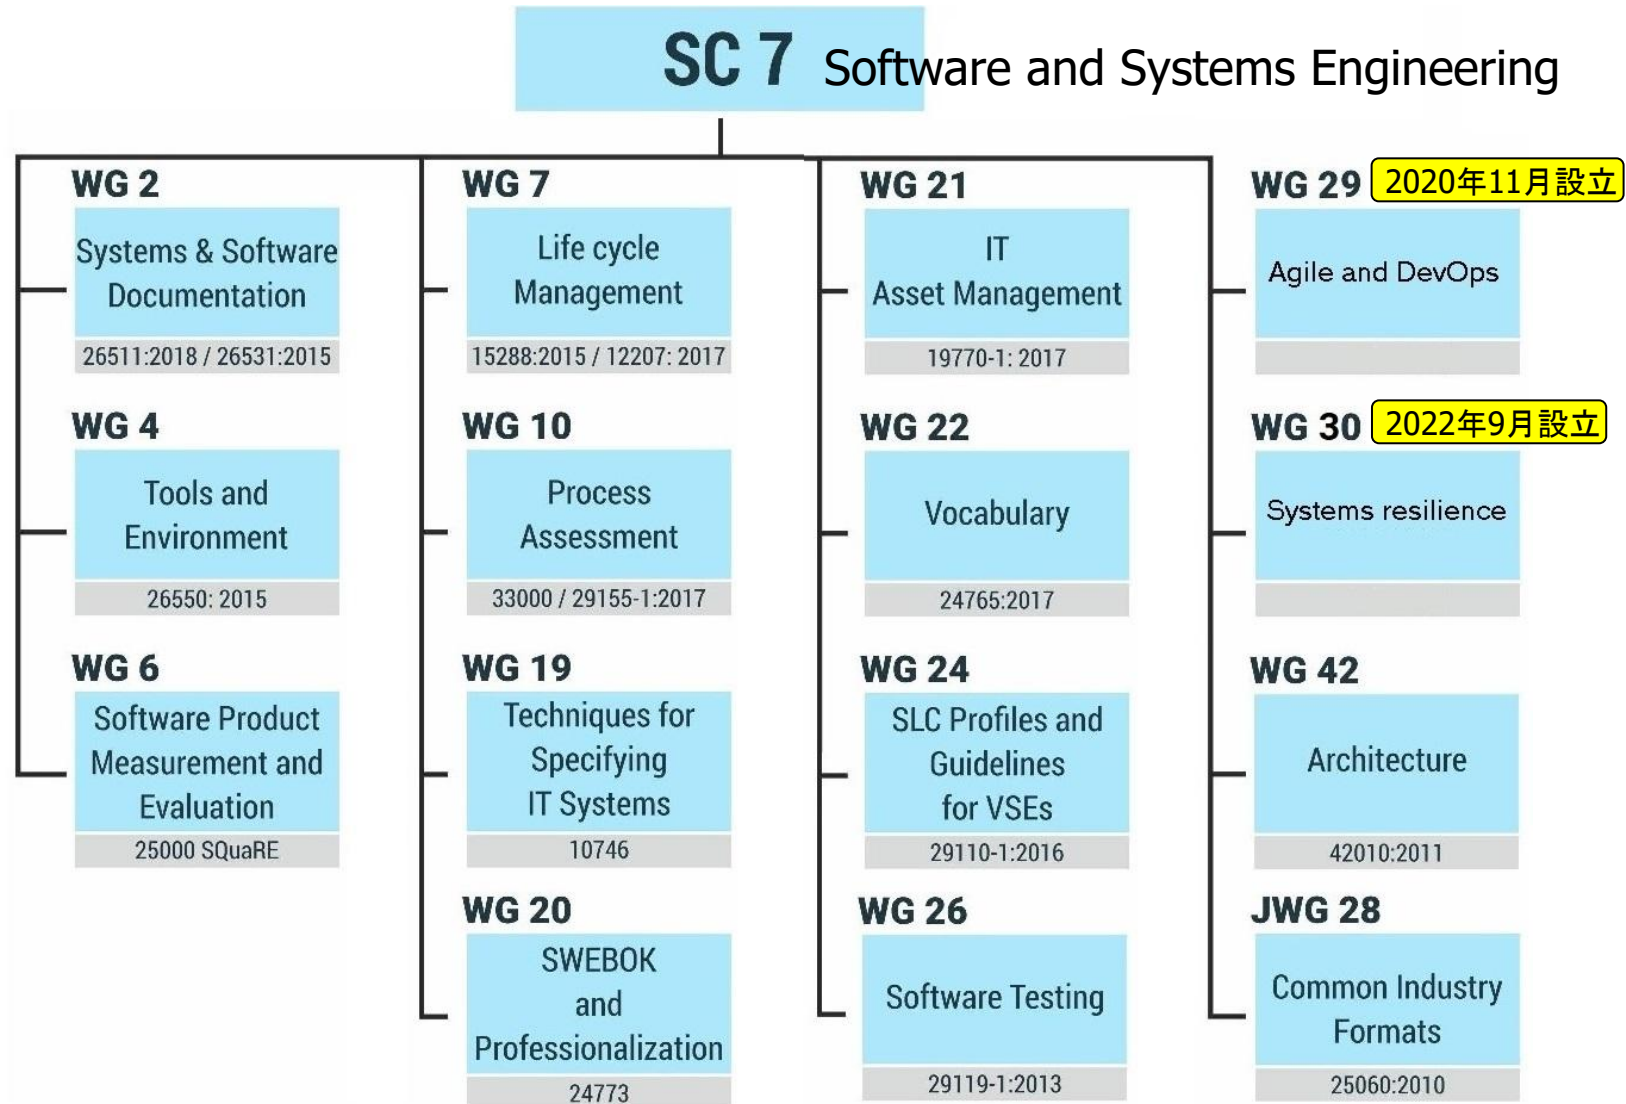 SC 7 Software and Systems Engineering
WG 2
Systems & Software
Documentation
26511:2018 / 26531:2015
WG 4
Tools and
Environment
26550: 2015
WG 6
Software Product
Measurement and
Evaluation
25000 SQuaRE
WG 7
Life cycle
Management
15288:2015 / 12207: 2017
WG 10
Process
Assessment
33000 / 29155-1:2017
WG 19
Techniques for
Specifying
IT Systems
10746
WG 20
SWEBOK
and
Professionalization
24773
WG 21
IT
Asset Management
19770-1: 2017
WG 22
Vocabulary
24765:2017
WG 24
SLC Profiles and
Guidelines
for VSEs
29110-1:2016
WG 26
Software Testing
29119-1:2013
WG 29 2020年11月設立
Agile and DevOps
WG 30 2022年9月設立
Systems resilience
WG 42
Architecture
42010:2011
JWG 28
Common Industry
Formats
25060:2010